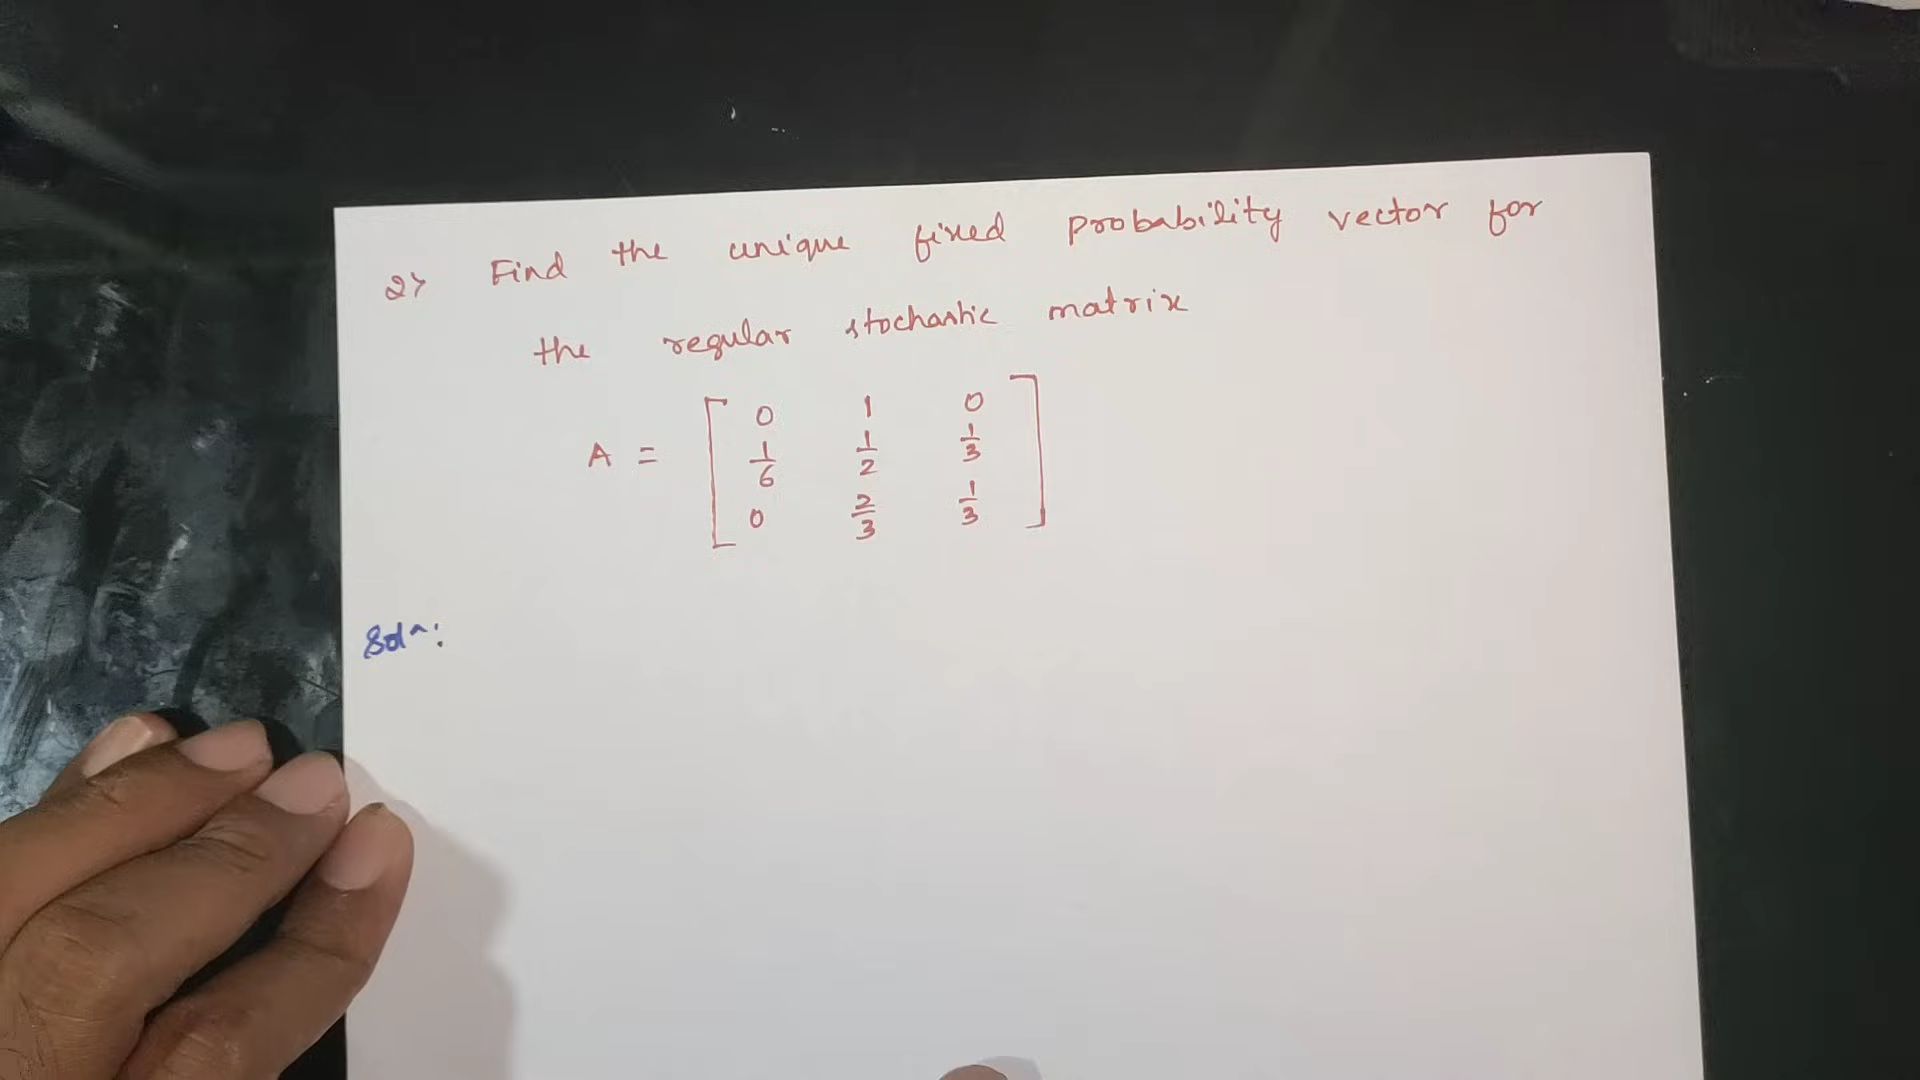 2> Find the unique fixed probability vector for
the regular stochastic matrix
0 1 0
A = 1/6 1/2 1/3
0 2/3 1/3
Solⁿ: